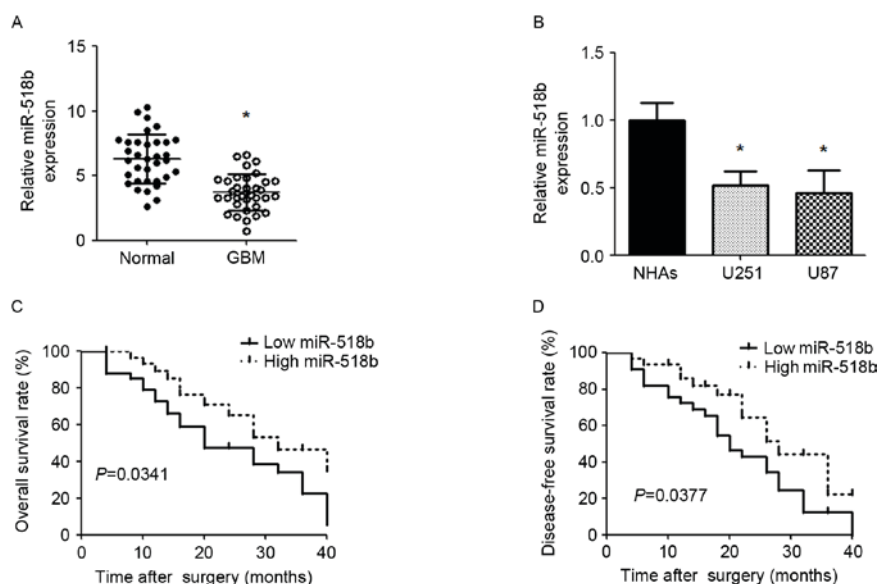 A
Relative miR-518b
expression
15
10
5
0
*
Normal
GBM
B
Relative miR-518b
expression
1.5
1.0
0.5
0.0
*
*
NHAs
U251
U87
C
Overall survival rate (%)
100
80
60
40
20
0
Low miR-518b
High miR-518b
P=0.0341
0
10
20
30
40
Time after surgery (months)
D
Disease-free survival rate (%)
100
80
60
40
20
0
Low miR-518b
High miR-518b
P=0.0377
0
10
20
30
40
Time after surgery (months)